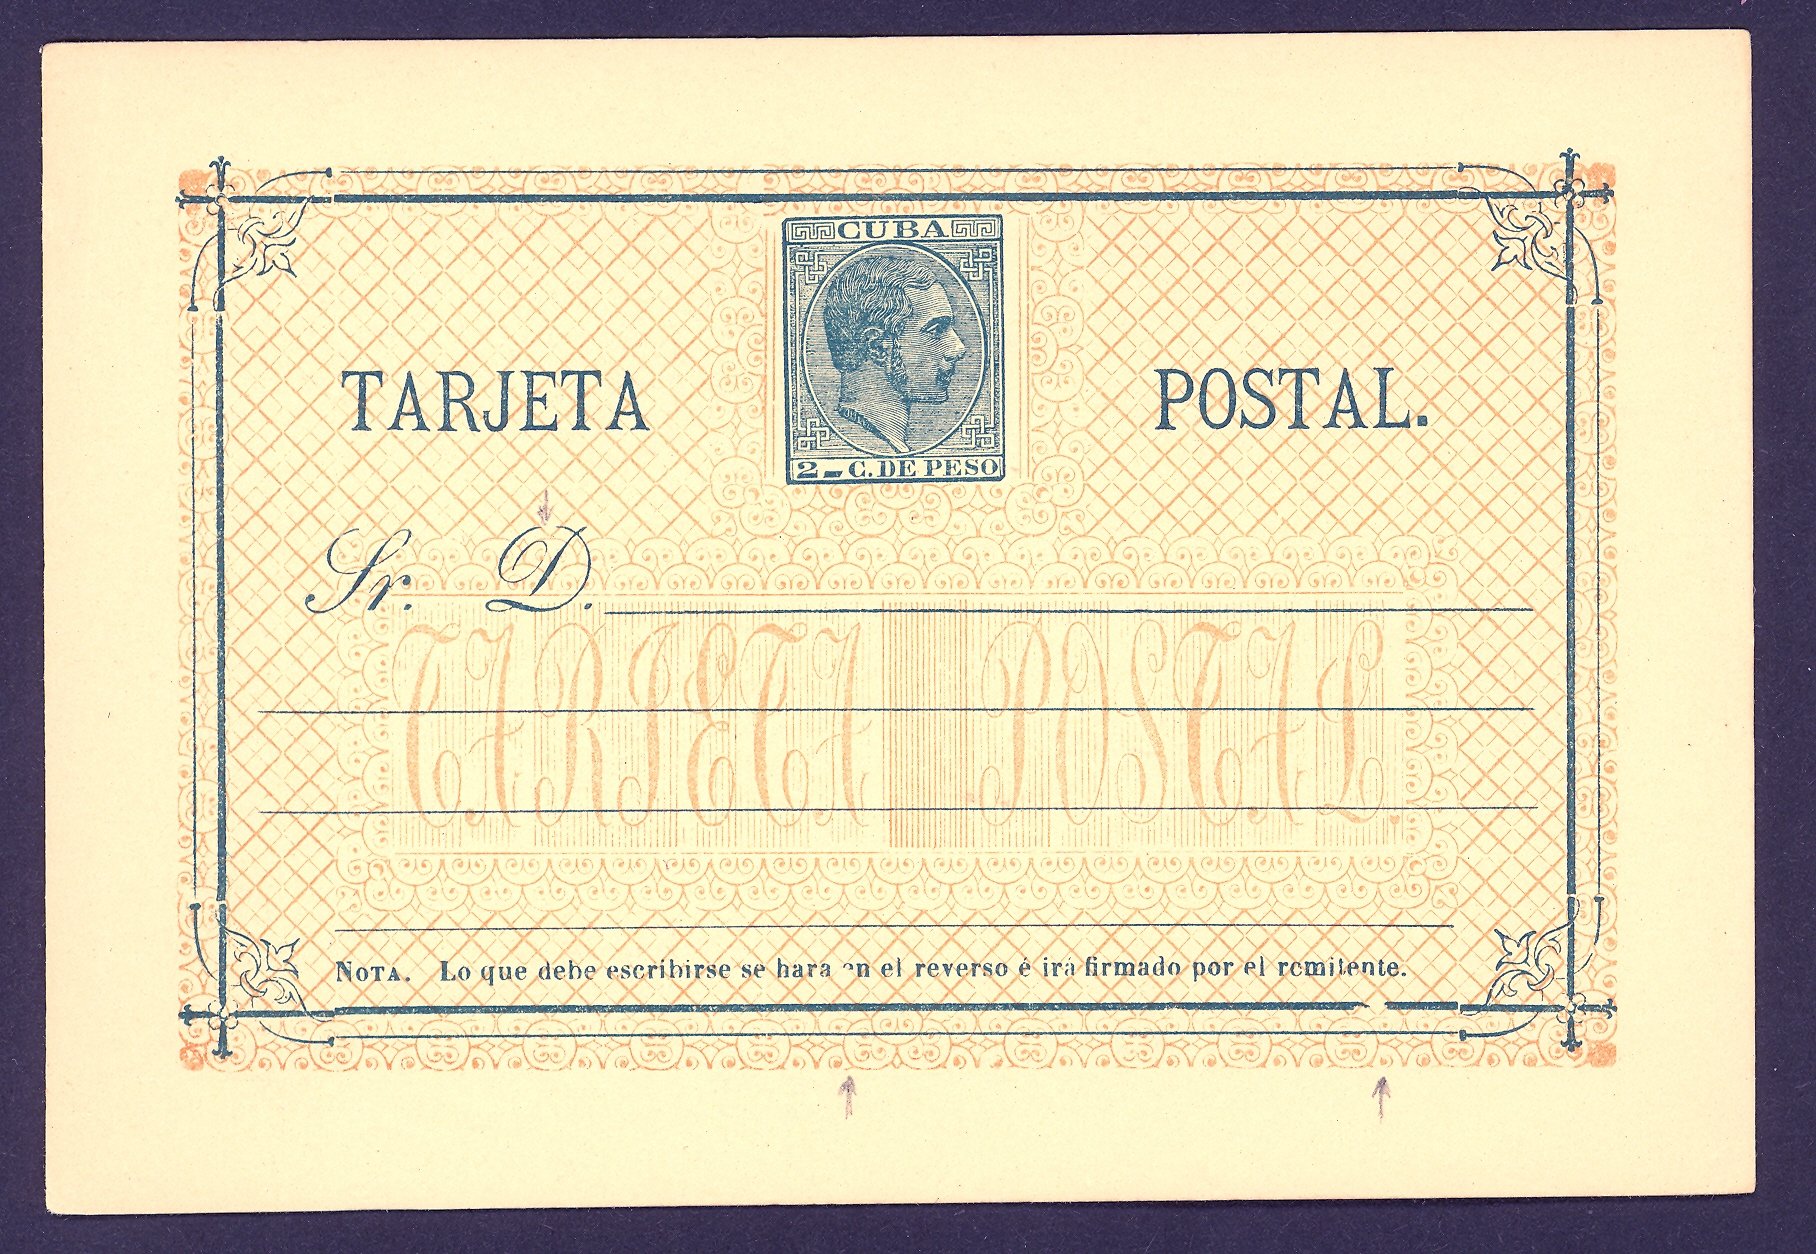 CUBA
TARJETA POSTAL.
2 - C. DE PESO
Sr. D.
TARJETA POSTAL.
NOTA. Lo que debe escribirse se hara en el reverso é irá firmado por el remitente.